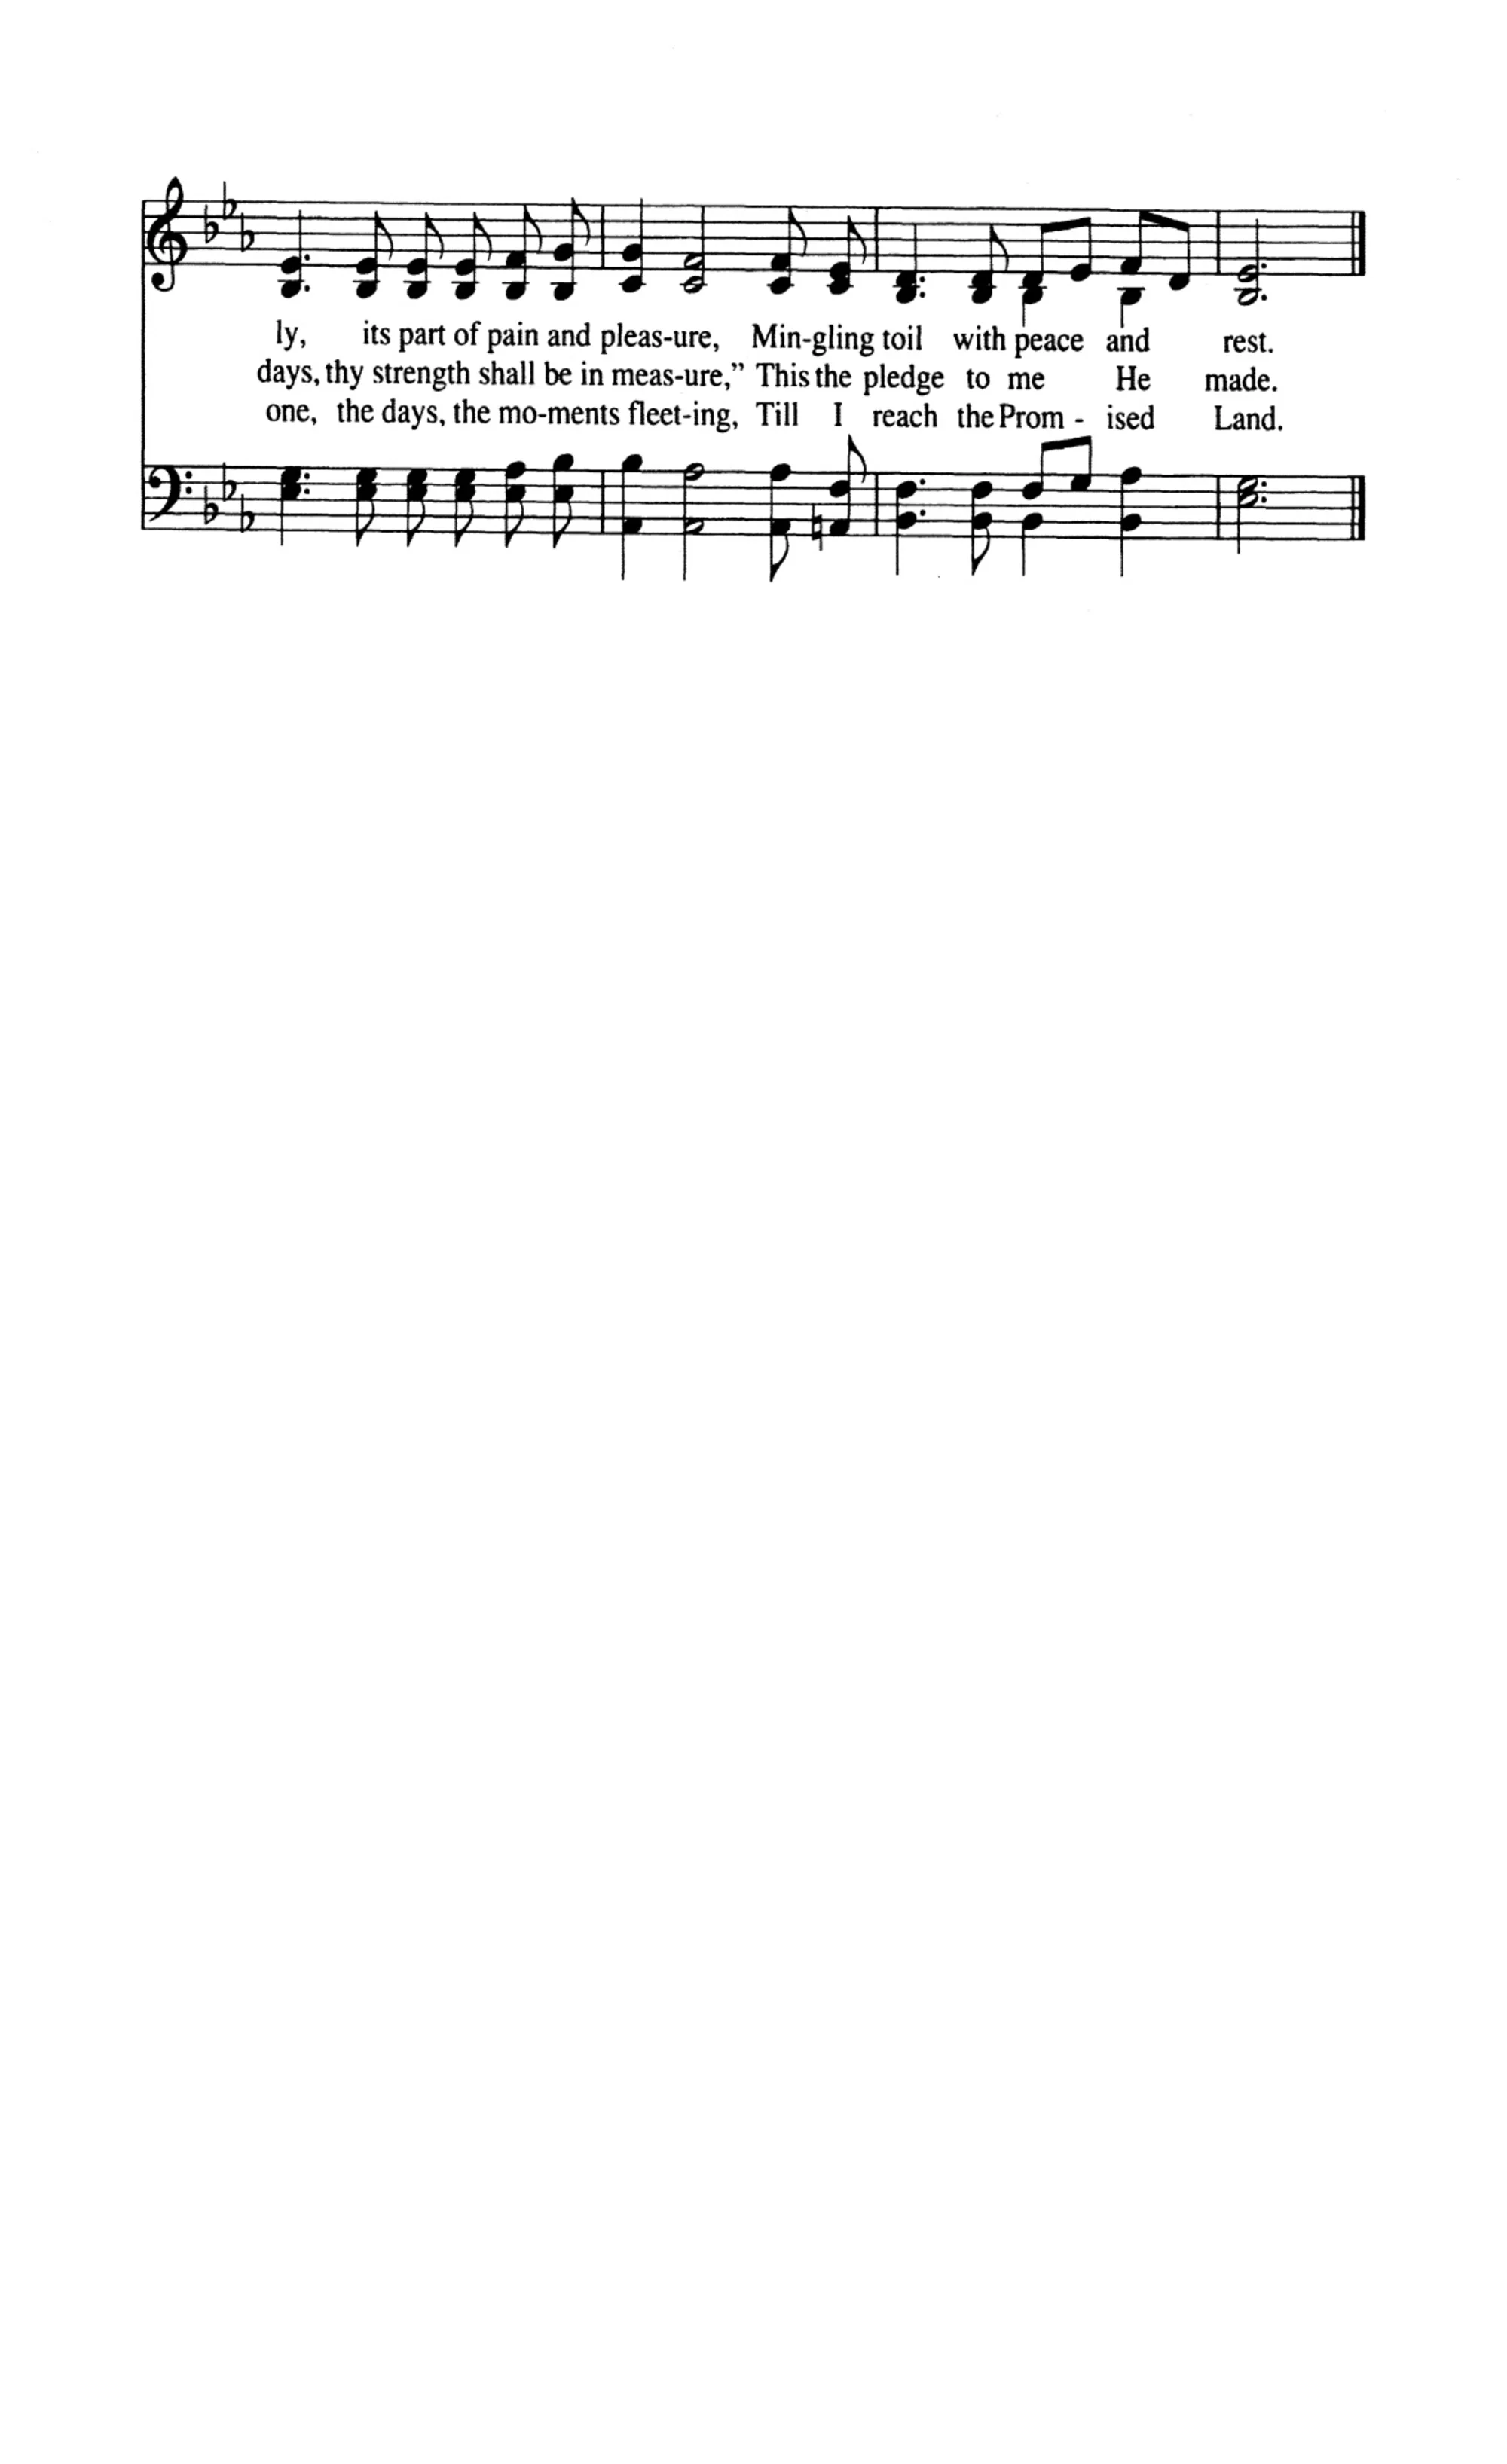 ly, its part of pain and pleas-ure, Min-gling toil with peace and rest.
days, thy strength shall be in meas-ure,” This the pledge to me He made.
one, the days, the mo-ments fleet-ing, Till I reach the Prom - ised Land.